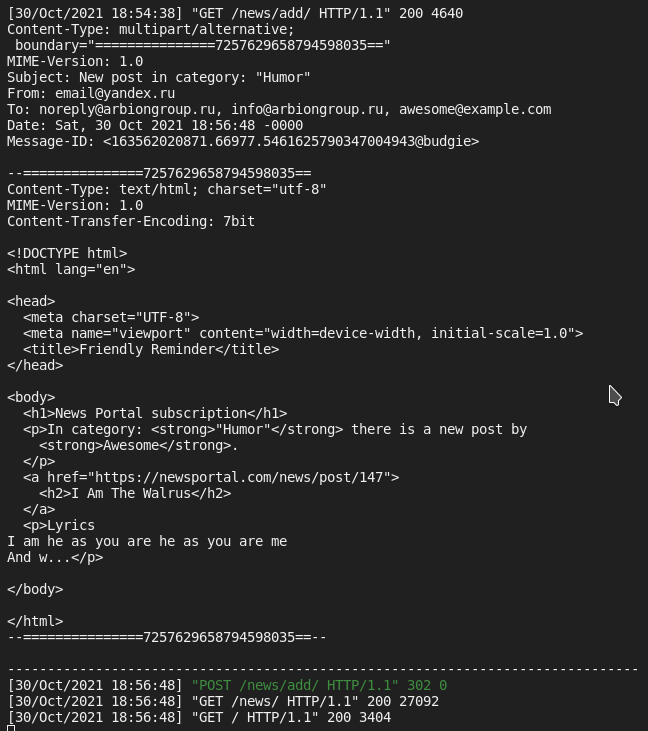 [30/Oct/2021 18:54:38] "GET /news/add/ HTTP/1.1" 200 4640
Content-Type: multipart/alternative;
 boundary="===============7257629658794598035=="
MIME-Version: 1.0
Subject: New post in category: "Humor"
From: email@yandex.ru
To: noreply@arbiongroup.ru, info@arbiongroup.ru, awesome@example.com
Date: Sat, 30 Oct 2021 18:56:48 -0000
Message-ID: <163562020871.66977.5461625790347004943@budgie>

--===============7257629658794598035==
Content-Type: text/html; charset="utf-8"
MIME-Version: 1.0
Content-Transfer-Encoding: 7bit

<!DOCTYPE html>
<html lang="en">

<head>
  <meta charset="UTF-8">
  <meta name="viewport" content="width=device-width, initial-scale=1.0">
  <title>Friendly Reminder</title>
</head>

<body>
  <h1>News Portal subscription</h1>
  <p>In category: <strong>"Humor"</strong> there is a new post by
    <strong>Awesome</strong>.
  </p>
  <a href="https://newsportal.com/news/post/147">
    <h2>I Am The Walrus</h2>
  </a>
  <p>Lyrics
I am he as you are he as you are me
And w...</p>

</body>

</html>
--===============7257629658794598035==--

-------------------------------------------------------------------------------
[30/Oct/2021 18:56:48] "POST /news/add/ HTTP/1.1" 302 0
[30/Oct/2021 18:56:48] "GET /news/ HTTP/1.1" 200 27092
[30/Oct/2021 18:56:48] "GET / HTTP/1.1" 200 3404